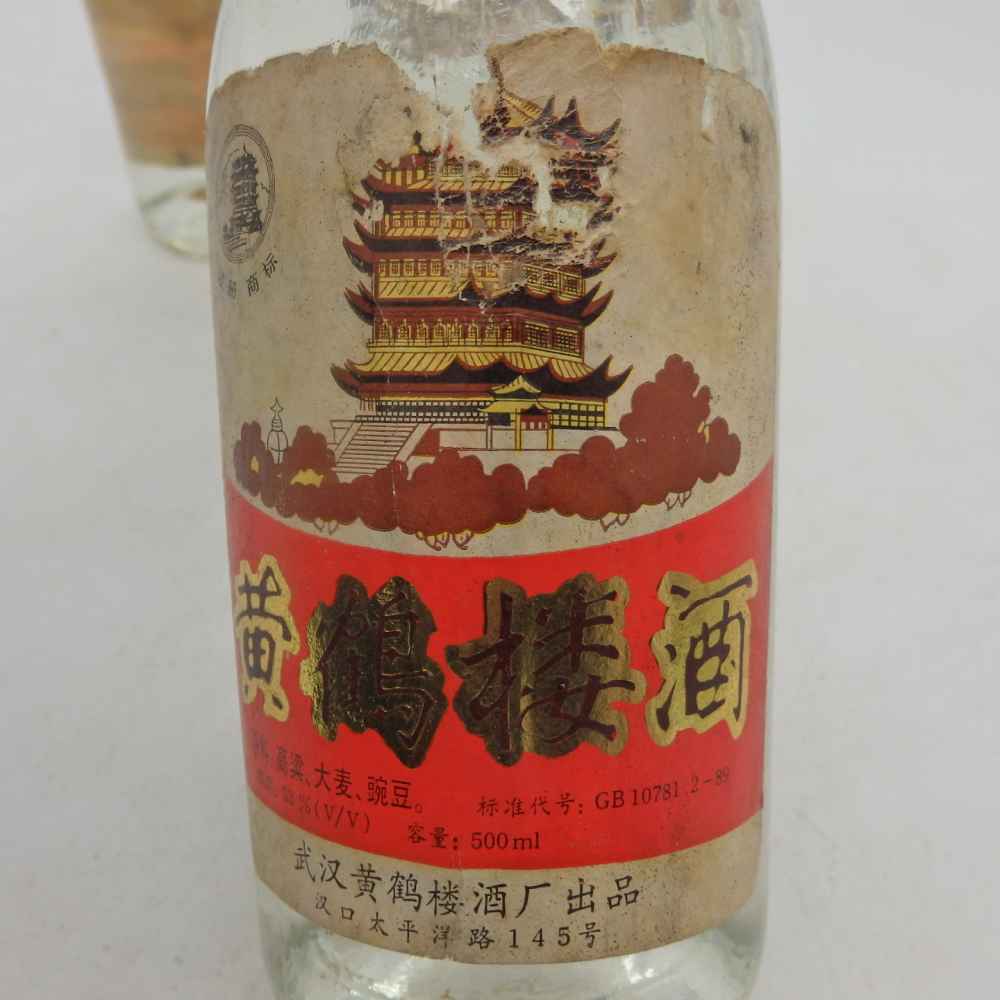 商标
黄鹤楼酒
高粱、大麦、豌豆。
%(V/V)
标准代号: GB10781.2-89
容量: 500ml
武汉黄鹤楼酒厂出品
汉口太平洋路145号